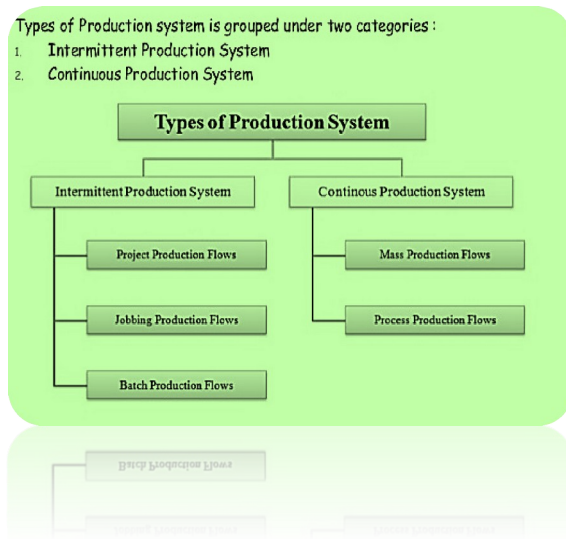 Types of Production system is grouped under two categories :
1. Intermittent Production System
2. Continuous Production System
Types of Production System
Intermittent Production System
Continous Production System
Project Production Flows
Mass Production Flows
Jobbing Production Flows
Process Production Flows
Batch Production Flows